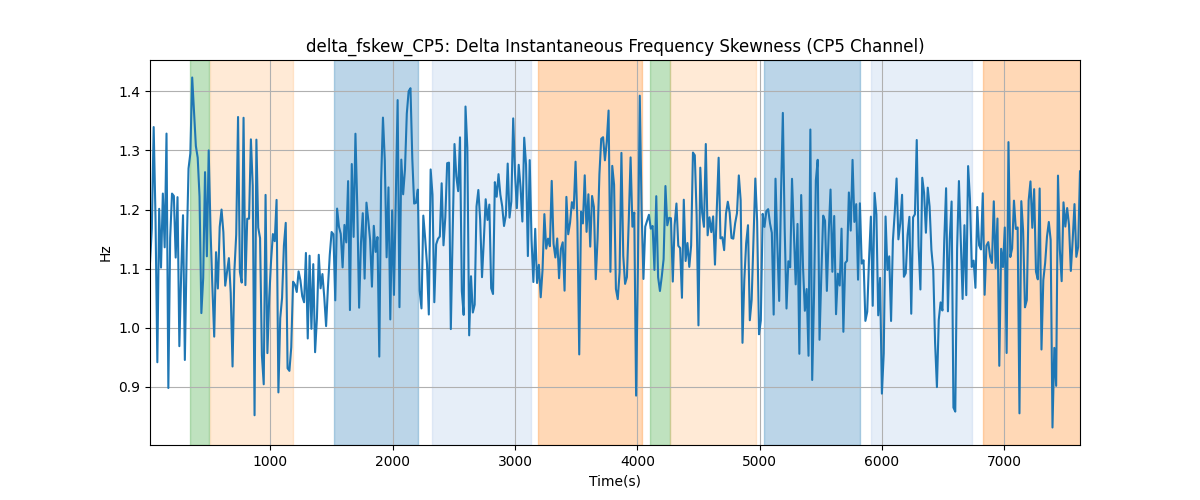 delta_fskew_CP5: Delta Instantaneous Frequency Skewness (CP5 Channel)
1.4
1.3
1.2
1.1
1.0
0.9
Hz
1000 2000 3000 4000 5000 6000 7000
Time(s)